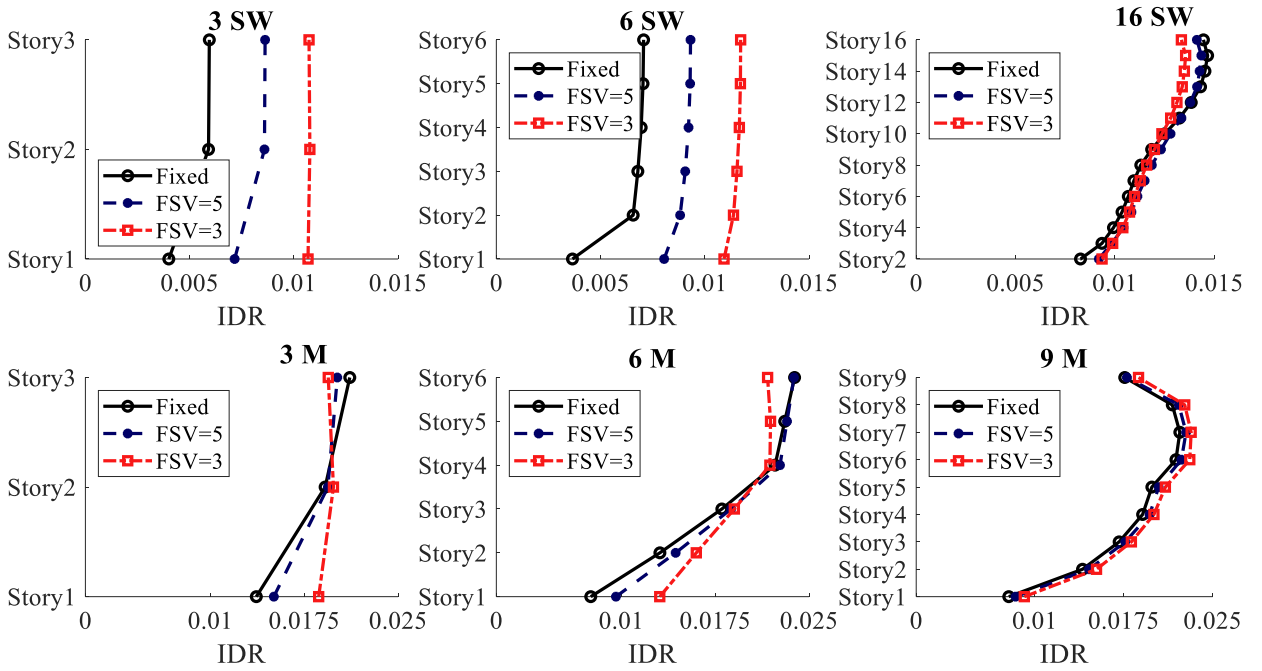 3 SW
Story3
Story2
Story1
Fixed
FSV=5
FSV=3
0
0.005
0.01
0.015
IDR
6 SW
Story6
Story5
Story4
Story3
Story2
Story1
Fixed
FSV=5
FSV=3
0
0.005
0.01
0.015
IDR
16 SW
Story16
Story14
Story12
Story10
Story8
Story6
Story4
Story2
Fixed
FSV=5
FSV=3
0
0.005
0.01
0.015
IDR
3 M
Story3
Story2
Story1
Fixed
FSV=5
FSV=3
0
0.01
0.0175
0.025
IDR
6 M
Story6
Story5
Story4
Story3
Story2
Story1
Fixed
FSV=5
FSV=3
0
0.01
0.0175
0.025
IDR
9 M
Story9
Story8
Story7
Story6
Story5
Story4
Story3
Story2
Story1
Fixed
FSV=5
FSV=3
0
0.01
0.0175
0.025
IDR